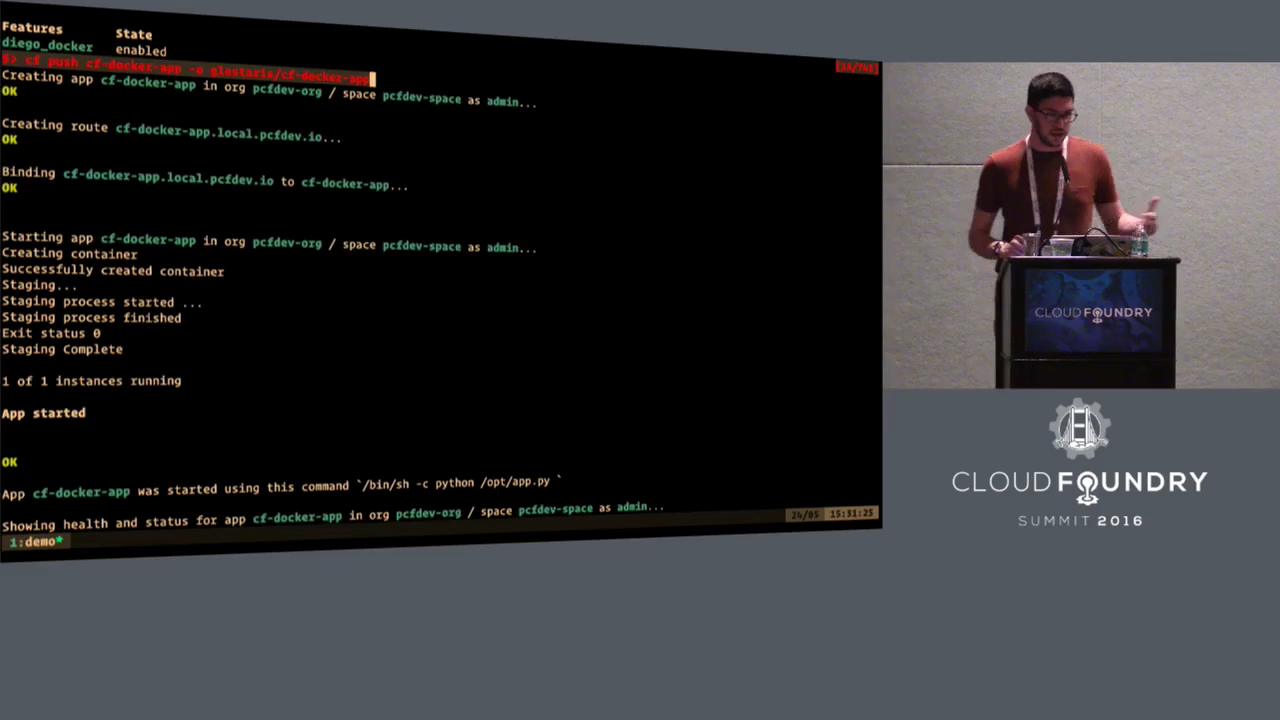 Features State
diego_docker enabled
$> cf push cf-docker-app -o glestaris/cf-docker-app
Creating app cf-docker-app in org pcfdev-org / space pcfdev-space as admin...
OK
Creating route cf-docker-app.local.pcfdev.io...
OK
Binding cf-docker-app.local.pcfdev.io to cf-docker-app...
OK
Starting app cf-docker-app in org pcfdev-org / space pcfdev-space as admin...
Creating container
Successfully created container
Staging...
Staging process started ...
Staging process finished
Exit status 0
Staging Complete
1 of 1 instances running
App started
OK
App cf-docker-app was started using this command `/bin/sh -c python /opt/app.py `
Showing health and status for app cf-docker-app in org pcfdev-org / space pcfdev-space as admin...
24/05 15:31:25
1:demo*
CLOUD FOUNDRY
CLOUD FOUNDRY
SUMMIT 2016